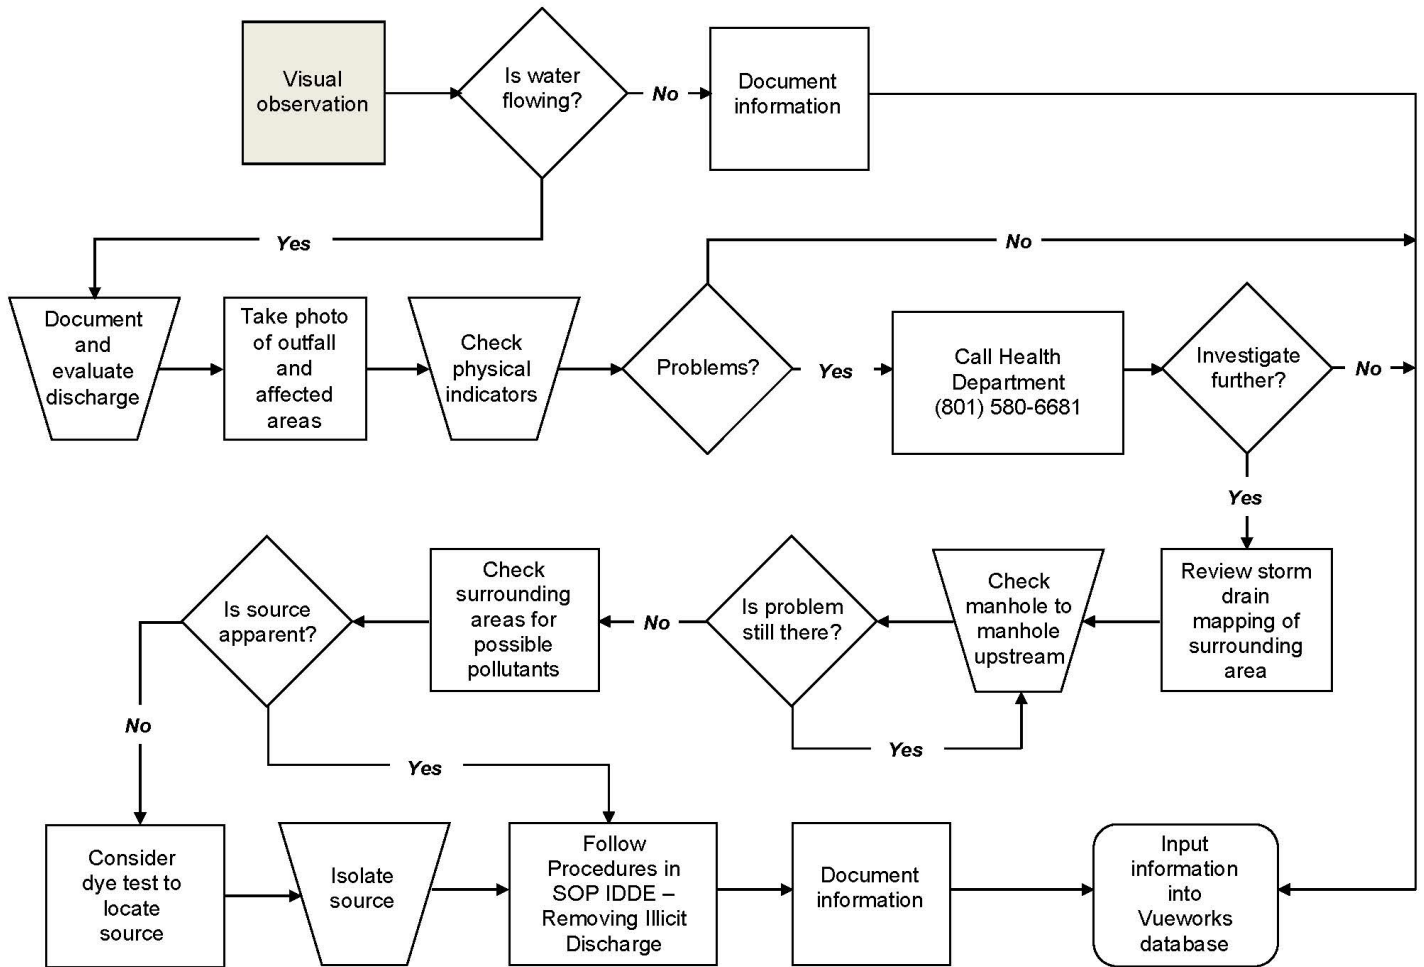 Visual
observation
Is water
flowing?
No
Document
information
Yes
No
Document
and
evaluate
discharge
Take photo
of outfall
and
affected
areas
Check
physical
indicators
Problems?
Yes
Call Health
Department
(801) 580-6681
Investigate
further?
No
Yes
Review storm
drain
mapping of
surrounding
area
Check
manhole to
manhole
upstream
Is problem
still there?
Yes
No
Check
surrounding
areas for
possible
pollutants
Is source
apparent?
No
Yes
Consider
dye test to
locate
source
Isolate
source
Follow
Procedures in
SOP IDDE –
Removing Illicit
Discharge
Document
information
Input
information
into
Vueworks
database